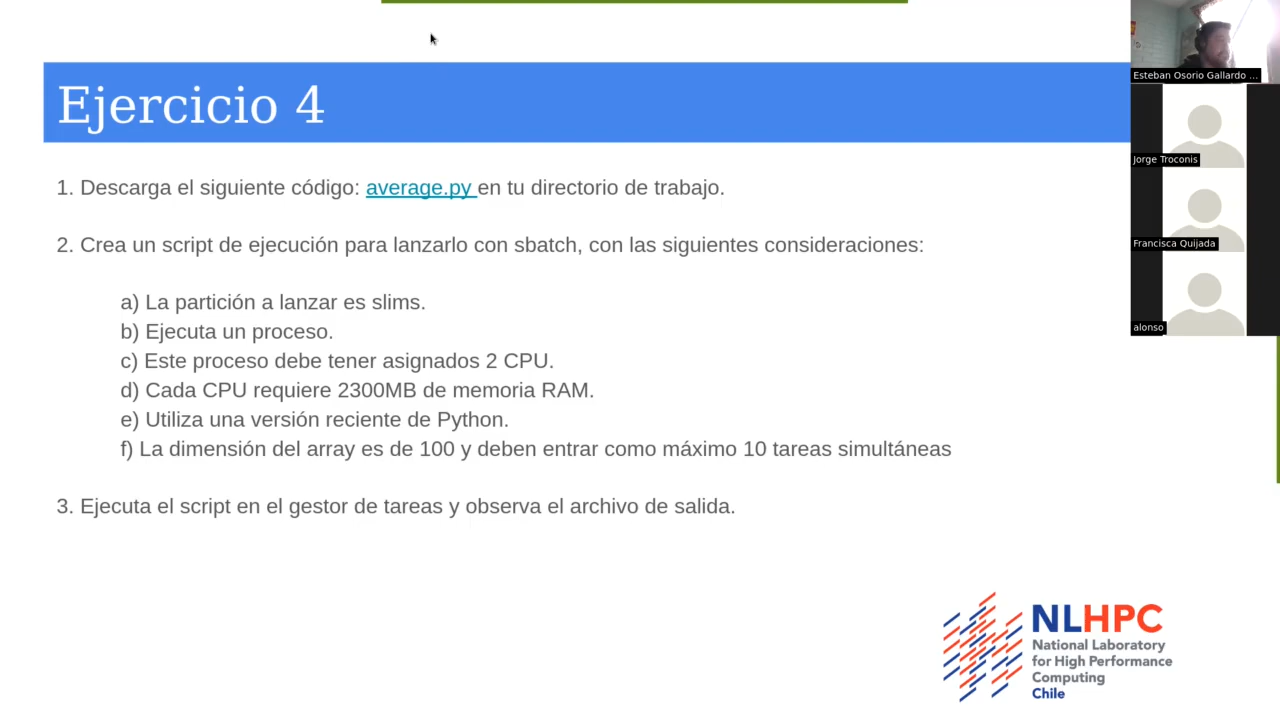 Ejercicio 4
1. Descarga el siguiente código: average.py en tu directorio de trabajo.
2. Crea un script de ejecución para lanzarlo con sbatch, con las siguientes consideraciones:
a) La partición a lanzar es slims.
b) Ejecuta un proceso.
c) Este proceso debe tener asignados 2 CPU.
d) Cada CPU requiere 2300MB de memoria RAM.
e) Utiliza una versión reciente de Python.
f) La dimensión del array es de 100 y deben entrar como máximo 10 tareas simultáneas
3. Ejecuta el script en el gestor de tareas y observa el archivo de salida.
Esteban Osorio Gallardo ...
Jorge Troconis
Francisca Quijada
alonso
NLHPC
National Laboratory
for High Performance
Computing
Chile